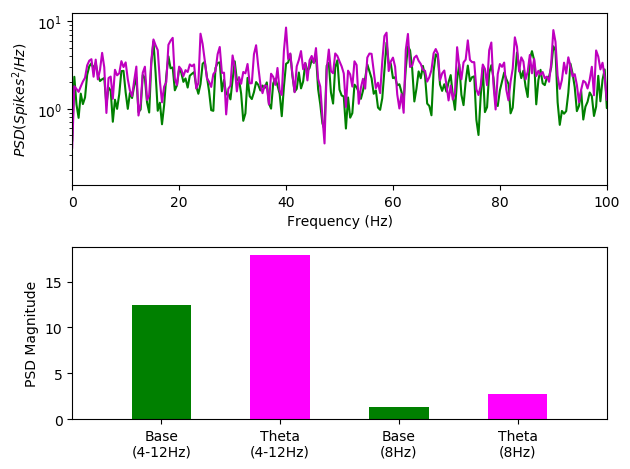 10¹
10⁰
PSD(Spikes²/Hz)
0 20 40 60 80 100
Frequency (Hz)
15
10
5
0
PSD Magnitude
Base Theta Base Theta
(4-12Hz) (4-12Hz) (8Hz) (8Hz)